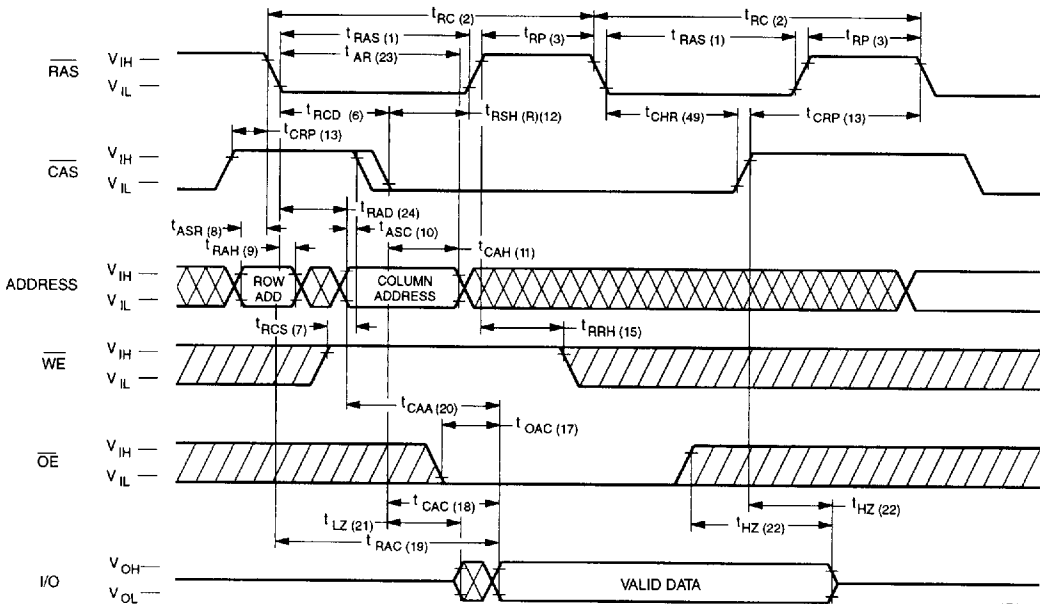 tRC (2) tRC (2)
tRAS (1) tRP (3) tRAS (1) tRP (3)
tAR (23)
RAS VIH
VIL
tRCD (6) tRSH (R)(12) tCHR (49) tCRP (13)
tCRP (13)
CAS VIH
VIL
tRAD (24)
tASR (8) tASC (10)
tRAH (9) tCAH (11)
ADDRESS VIH
VIL
ROW ADD
COLUMN ADDRESS
tRCS (7) tRRH (15)
WE VIH
VIL
tCAA (20)
tOAC (17)
OE VIH
VIL
tCAC (18) tHZ (22)
tLZ (21) tHZ (22)
tRAC (19)
I/O VOH
VOL
VALID DATA